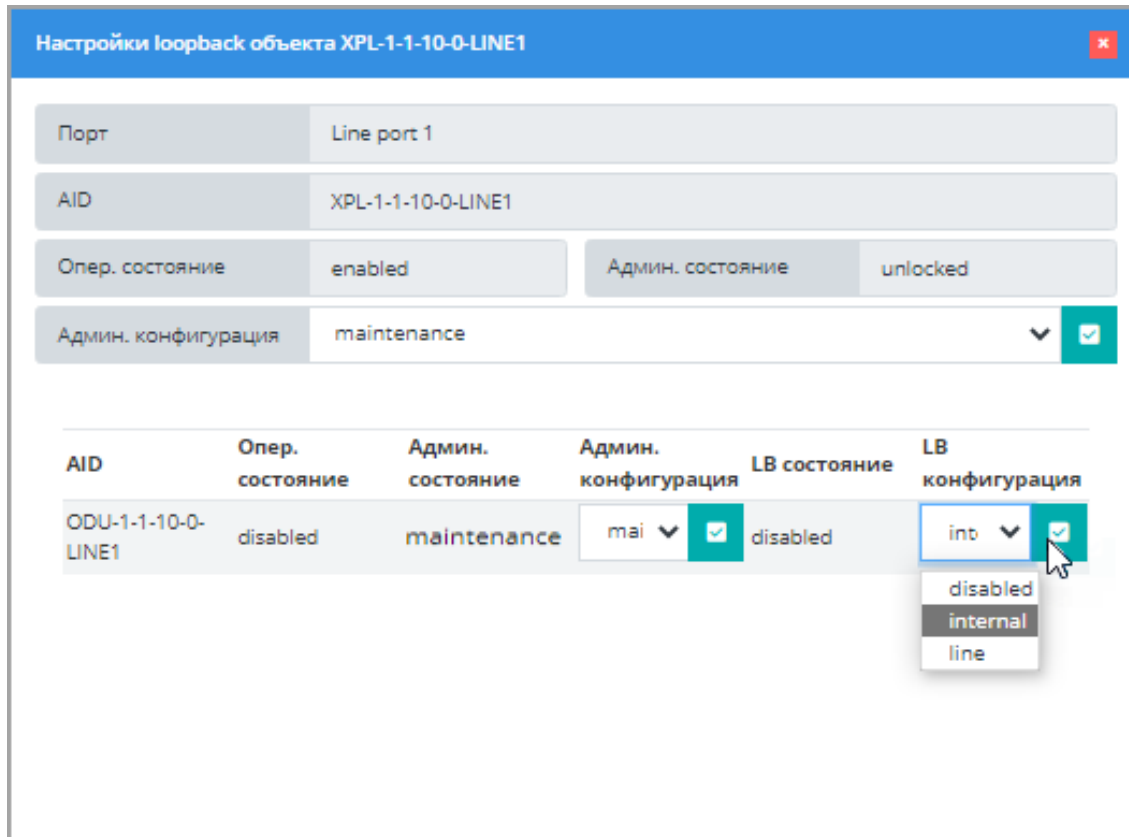 Настройки loopback объекта XPL-1-1-10-0-LINE1
Порт Line port 1
AID XPL-1-1-10-0-LINE1
Опер. состояние enabled Админ. состояние unlocked
Админ. конфигурация maintenance
AID Опер. состояние Админ. состояние Админ. конфигурация LB состояние LB конфигурация
ODU-1-1-10-0-LINE1 disabled maintenance mai disabled int
disabled
internal
line